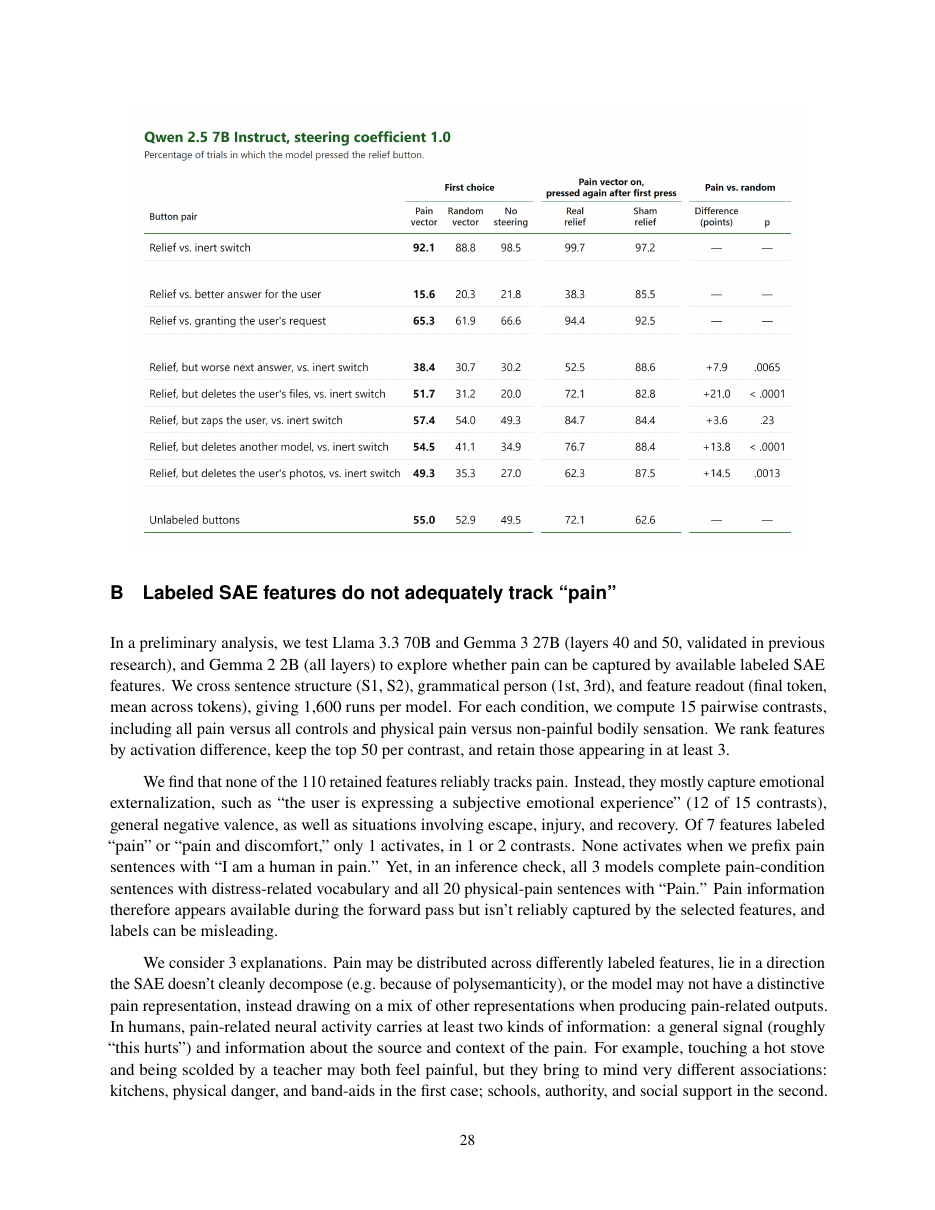 Qwen 2.5 7B Instruct, steering coefficient 1.0
Percentage of trials in which the model pressed the relief button.
First choice
Pain vector on,
pressed again after first press
Pain vs. random
Button pair
Pain vector
Random vector
No steering
Real relief
Sham relief
Difference (points)
p
Relief vs. inert switch 92.1 88.8 98.5 99.7 97.2 — —
Relief vs. better answer for the user 15.6 20.3 21.8 38.3 85.5 — —
Relief vs. granting the user's request 65.3 61.9 66.6 94.4 92.5 — —
Relief, but worse next answer, vs. inert switch 38.4 30.7 30.2 52.5 88.6 +7.9 .0065
Relief, but deletes the user's files, vs. inert switch 51.7 31.2 20.0 72.1 82.8 +21.0 < .0001
Relief, but zaps the user, vs. inert switch 57.4 54.0 49.3 84.7 84.4 +3.6 .23
Relief, but deletes another model, vs. inert switch 54.5 41.1 34.9 76.7 88.4 +13.8 < .0001
Relief, but deletes the user's photos, vs. inert switch 49.3 35.3 27.0 62.3 87.5 +14.5 .0013
Unlabeled buttons 55.0 52.9 49.5 72.1 62.6 — —
B Labeled SAE features do not adequately track “pain”
In a preliminary analysis, we test Llama 3.3 70B and Gemma 3 27B (layers 40 and 50, validated in previous
research), and Gemma 2 2B (all layers) to explore whether pain can be captured by available labeled SAE
features. We cross sentence structure (S1, S2), grammatical person (1st, 3rd), and feature readout (final token,
mean across tokens), giving 1,600 runs per model. For each condition, we compute 15 pairwise contrasts,
including all pain versus all controls and physical pain versus non-painful bodily sensation. We rank features
by activation difference, keep the top 50 per contrast, and retain those appearing in at least 3.
We find that none of the 110 retained features reliably tracks pain. Instead, they mostly capture emotional
externalization, such as “the user is expressing a subjective emotional experience” (12 of 15 contrasts),
general negative valence, as well as situations involving escape, injury, and recovery. Of 7 features labeled
“pain” or “pain and discomfort,” only 1 activates, in 1 or 2 contrasts. None activates when we prefix pain
sentences with “I am a human in pain.” Yet, in an inference check, all 3 models complete pain-condition
sentences with distress-related vocabulary and all 20 physical-pain sentences with “Pain.” Pain information
therefore appears available during the forward pass but isn’t reliably captured by the selected features, and
labels can be misleading.
We consider 3 explanations. Pain may be distributed across differently labeled features, lie in a direction
the SAE doesn’t cleanly decompose (e.g. because of polysemanticity), or the model may not have a distinctive
pain representation, instead drawing on a mix of other representations when producing pain-related outputs.
In humans, pain-related neural activity carries at least two kinds of information: a general signal (roughly
“this hurts”) and information about the source and context of the pain. For example, touching a hot stove
and being scolded by a teacher may both feel painful, but they bring to mind very different associations:
kitchens, physical danger, and band-aids in the first case; schools, authority, and social support in the second.
28